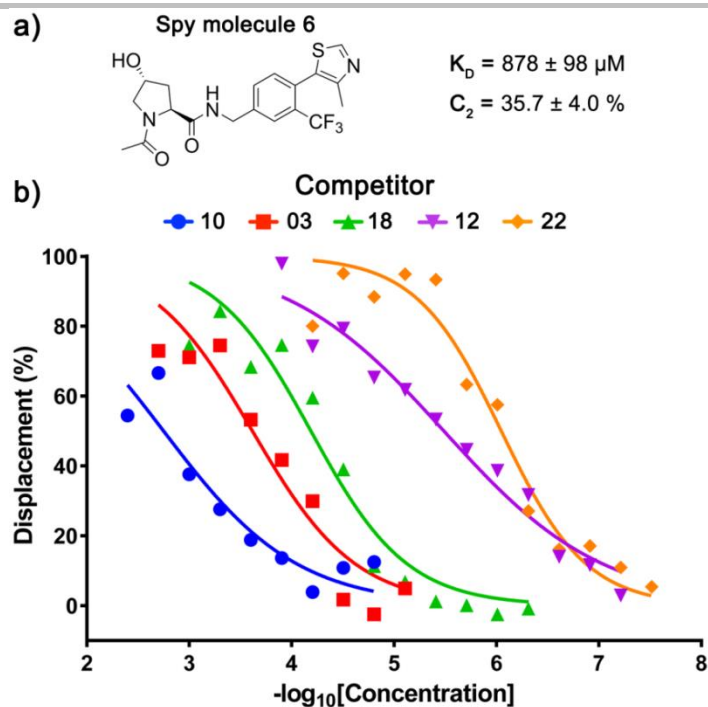 a)
Spy molecule 6
HO
S
N
H
N
N
O
O
CF₃
K_D = 878 ± 98 µM
C₂ = 35.7 ± 4.0 %
b)
Competitor
10 03 18 12 22
Displacement (%)
100
80
60
40
20
0
2 3 4 5 6 7 8
-log₁₀[Concentration]